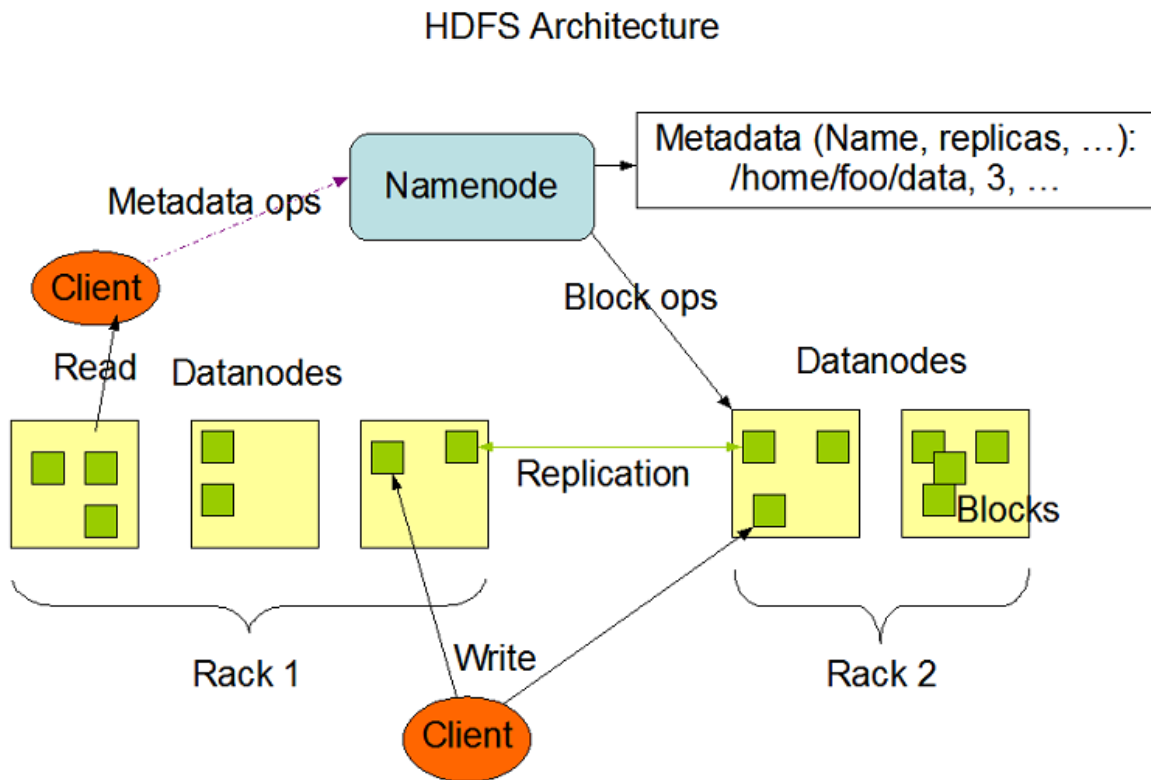 HDFS Architecture
Metadata (Name, replicas, …):
/home/foo/data, 3, …
Namenode
Metadata ops
Client
Block ops
Read
Datanodes
Datanodes
Replication
Blocks
Rack 1
Write
Rack 2
Client